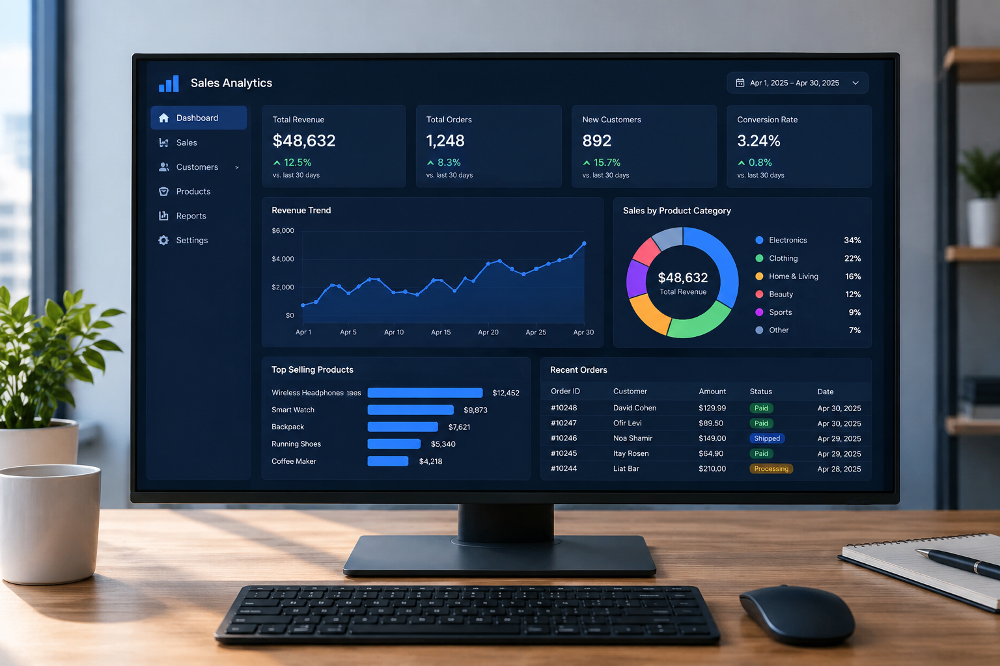 Sales Analytics
Apr 1, 2025 – Apr 30, 2025
Dashboard
Sales
Customers
Products
Reports
Settings
Total Revenue
$48,632
12.5%
vs. last 30 days
Total Orders
1,248
8.3%
vs. last 30 days
New Customers
892
15.7%
vs. last 30 days
Conversion Rate
3.24%
0.8%
vs. last 30 days
Revenue Trend
$6,000
$4,000
$2,000
$0
Apr 1 Apr 5 Apr 10 Apr 15 Apr 20 Apr 25 Apr 30
Sales by Product Category
$48,632
Total Revenue
Electronics 34%
Clothing 22%
Home & Living 16%
Beauty 12%
Sports 9%
Other 7%
Top Selling Products
Wireless Headphones $12,452
Smart Watch $9,873
Backpack $7,621
Running Shoes $5,340
Coffee Maker $4,218
Recent Orders
Order ID Customer Amount Status Date
#10248 David Cohen $129.99 Paid Apr 30, 2025
#10247 Ofir Levi $89.50 Paid Apr 30, 2025
#10246 Noa Shamir $149.00 Shipped Apr 29, 2025
#10245 Itay Rosen $64.90 Paid Apr 29, 2025
#10244 Liat Bar $210,00 Processing Apr 28, 2025